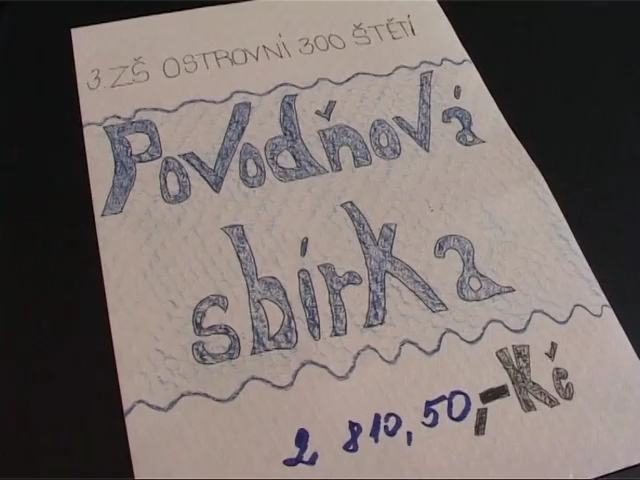 3. ZŠ OSTROVNÍ 300 ŠTĚTÍ
Povodňová
sbírka
2 810,50,-Kč